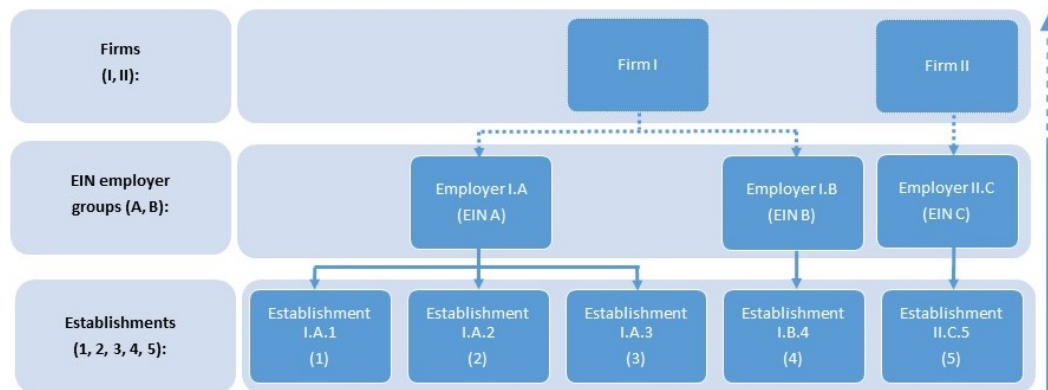 Firms
(I, II):
Firm I
Firm II
EIN employer
groups (A, B):
Employer I.A
(EIN A)
Employer I.B
(EIN B)
Employer II.C
(EIN C)
Establishments
(1, 2, 3, 4, 5):
Establishment
I.A.1
(1)
Establishment
I.A.2
(2)
Establishment
I.A.3
(3)
Establishment
I.B.4
(4)
Establishment
II.C.5
(5)